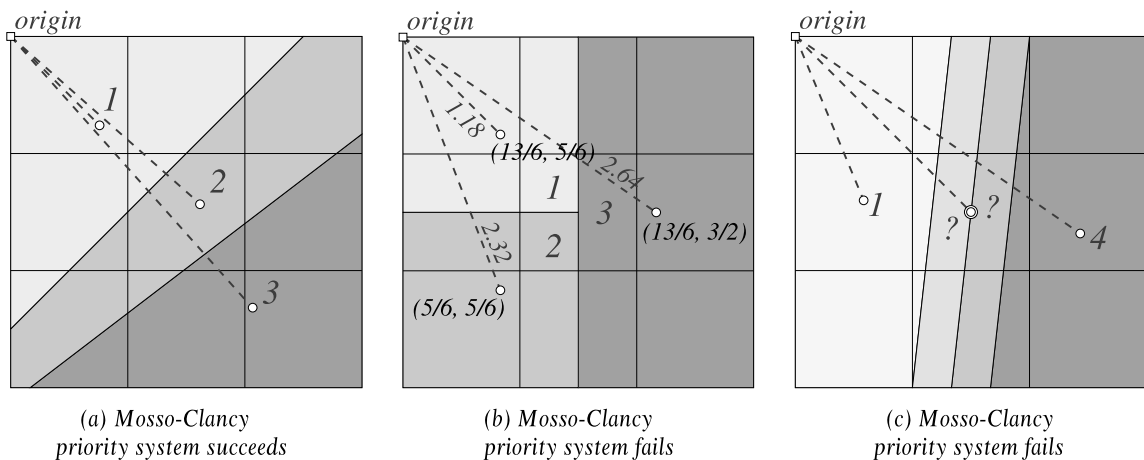 origin
1
2
3
(a) Mosso-Clancy
priority system succeeds
origin
1.18
(13/6, 5/6)
2.64
1
3
(13/6, 3/2)
2.32
2
(5/6, 5/6)
(b) Mosso-Clancy
priority system fails
origin
1
? ?
4
(c) Mosso-Clancy
priority system fails